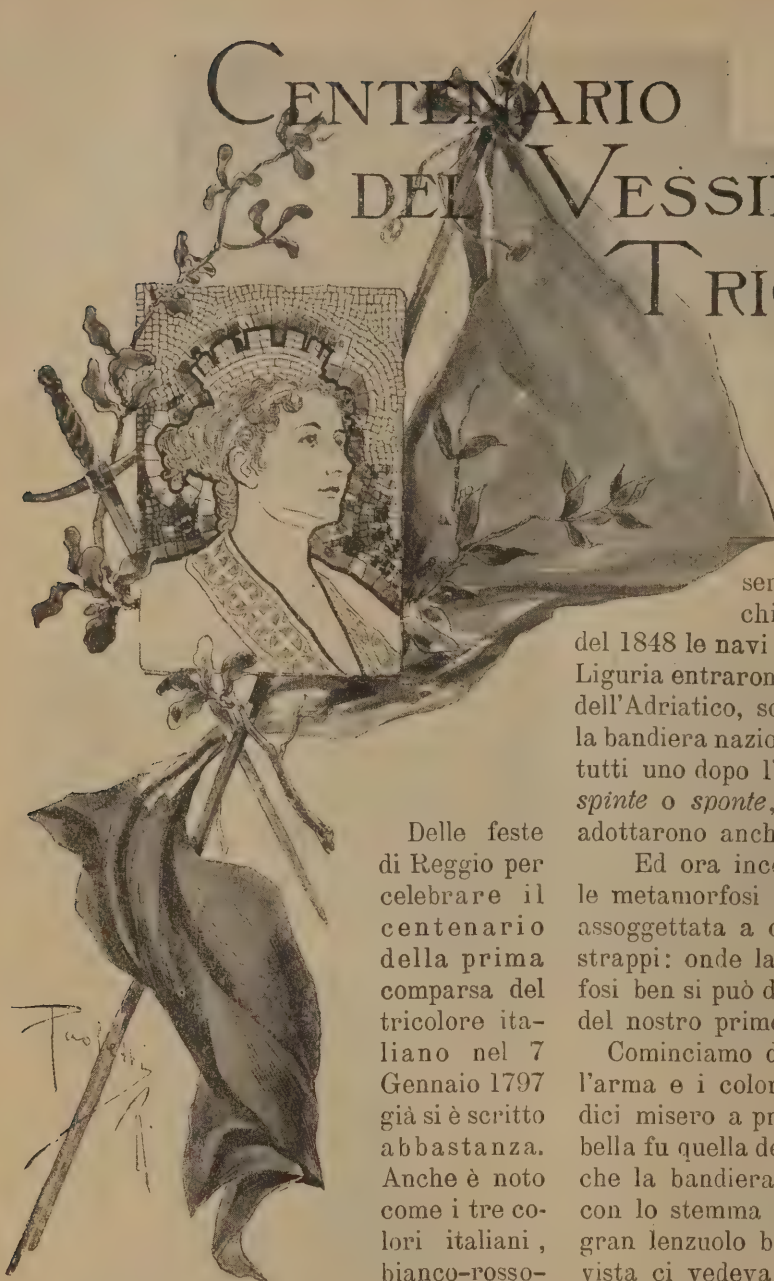 CENTENARIO
DEL VESSI
TRI
Delle feste
di Reggio per
celebrare il
centenario
della prima
comparsa del
tricolore ita-
liano nel 7
Gennaio 1797
già si è scritto
abbastanza.
Anche è noto
come i tre co-
lori italiani,
bianco-rosso-
ser
chi
del 1848 le navi
Liguria entraron
dell'Adriatico, so
la bandiera nazio
tutti uno dopo l'
spinte o sponte,
adottarono anch
Ed ora inc
le metamorfosi
assoggettata a
strappi: onde la
fosi ben si può d
del nostro prim
Cominciamo d
l'arma e i color
dici misero a pr
bella fu quella de
che la bandiera
con lo stemma
gran lenzuolo b
vista ci vedeva